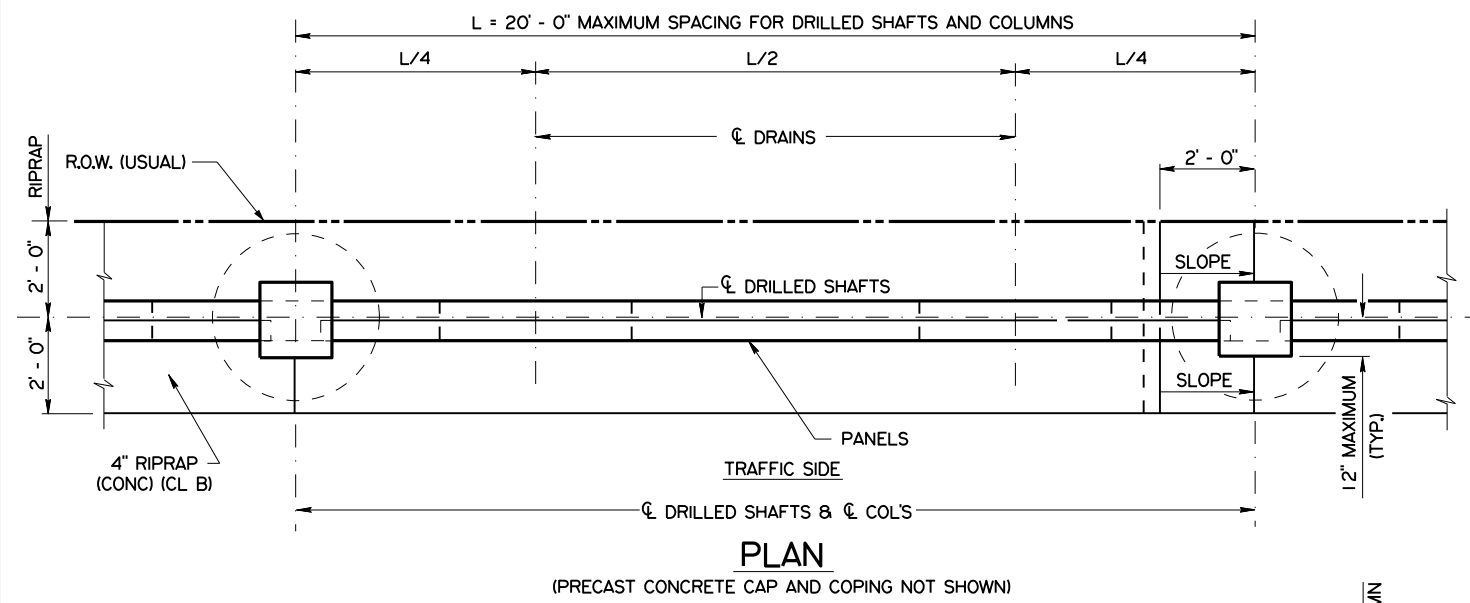 L = 20' - 0" MAXIMUM SPACING FOR DRILLED SHAFTS AND COLUMNS
L/4
L/2
L/4
℄ DRAINS
RIPRAP
R.O.W. (USUAL)
2' - 0"
2' - 0"
SLOPE
℄ DRILLED SHAFTS
2' - 0"
SLOPE
PANELS
4" RIPRAP
(CONC) (CL B)
TRAFFIC SIDE
12" MAXIMUM
(TYP.)
℄ DRILLED SHAFTS & ℄ COL'S
PLAN
(PRECAST CONCRETE CAP AND COPING NOT SHOWN)